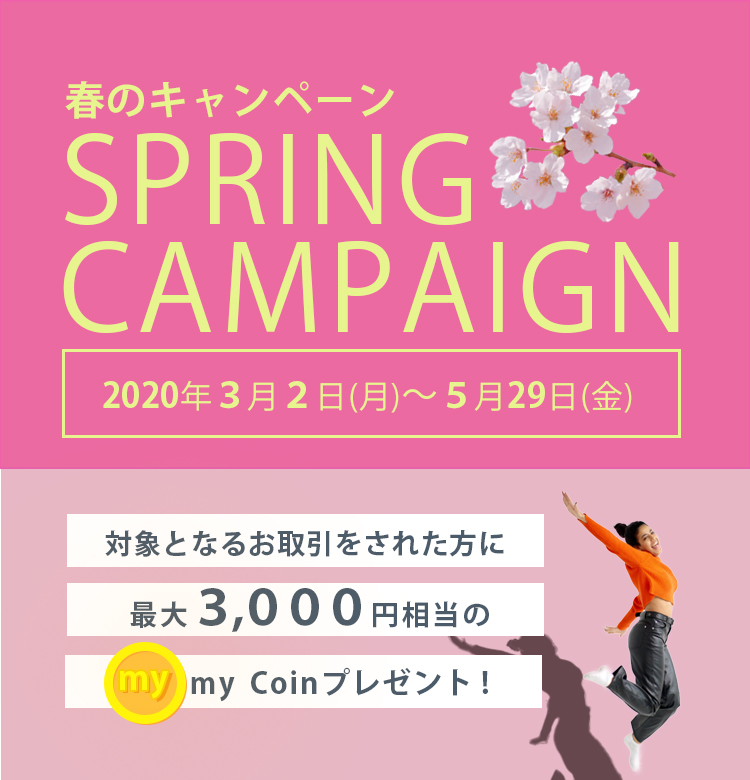 春のキャンペーン
SPRING
CAMPAIGN
2020年３月２日(月)～５月29日(金)
対象となるお取引をされた方に
最大３,０００円相当の
my my Coinプレゼント！